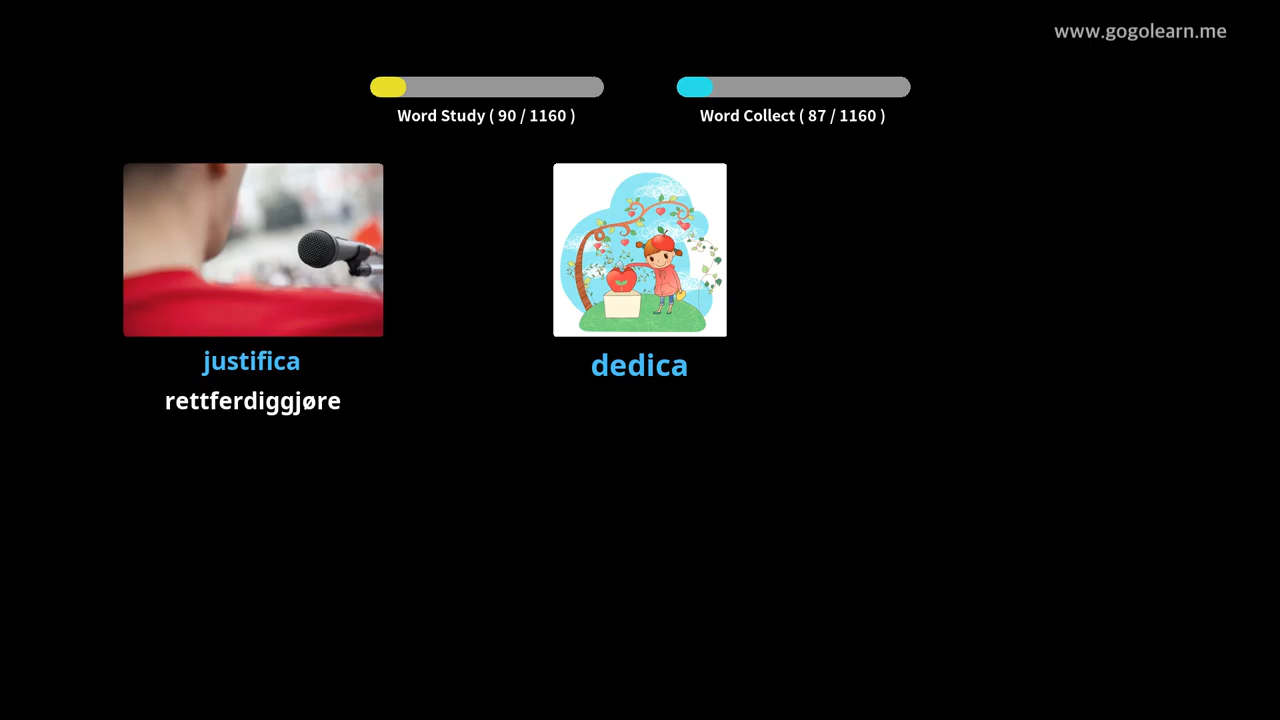 www.gogolearn.me
Word Study ( 90 / 1160 )
Word Collect ( 87 / 1160 )
justifica
rettferdiggjøre
dedica